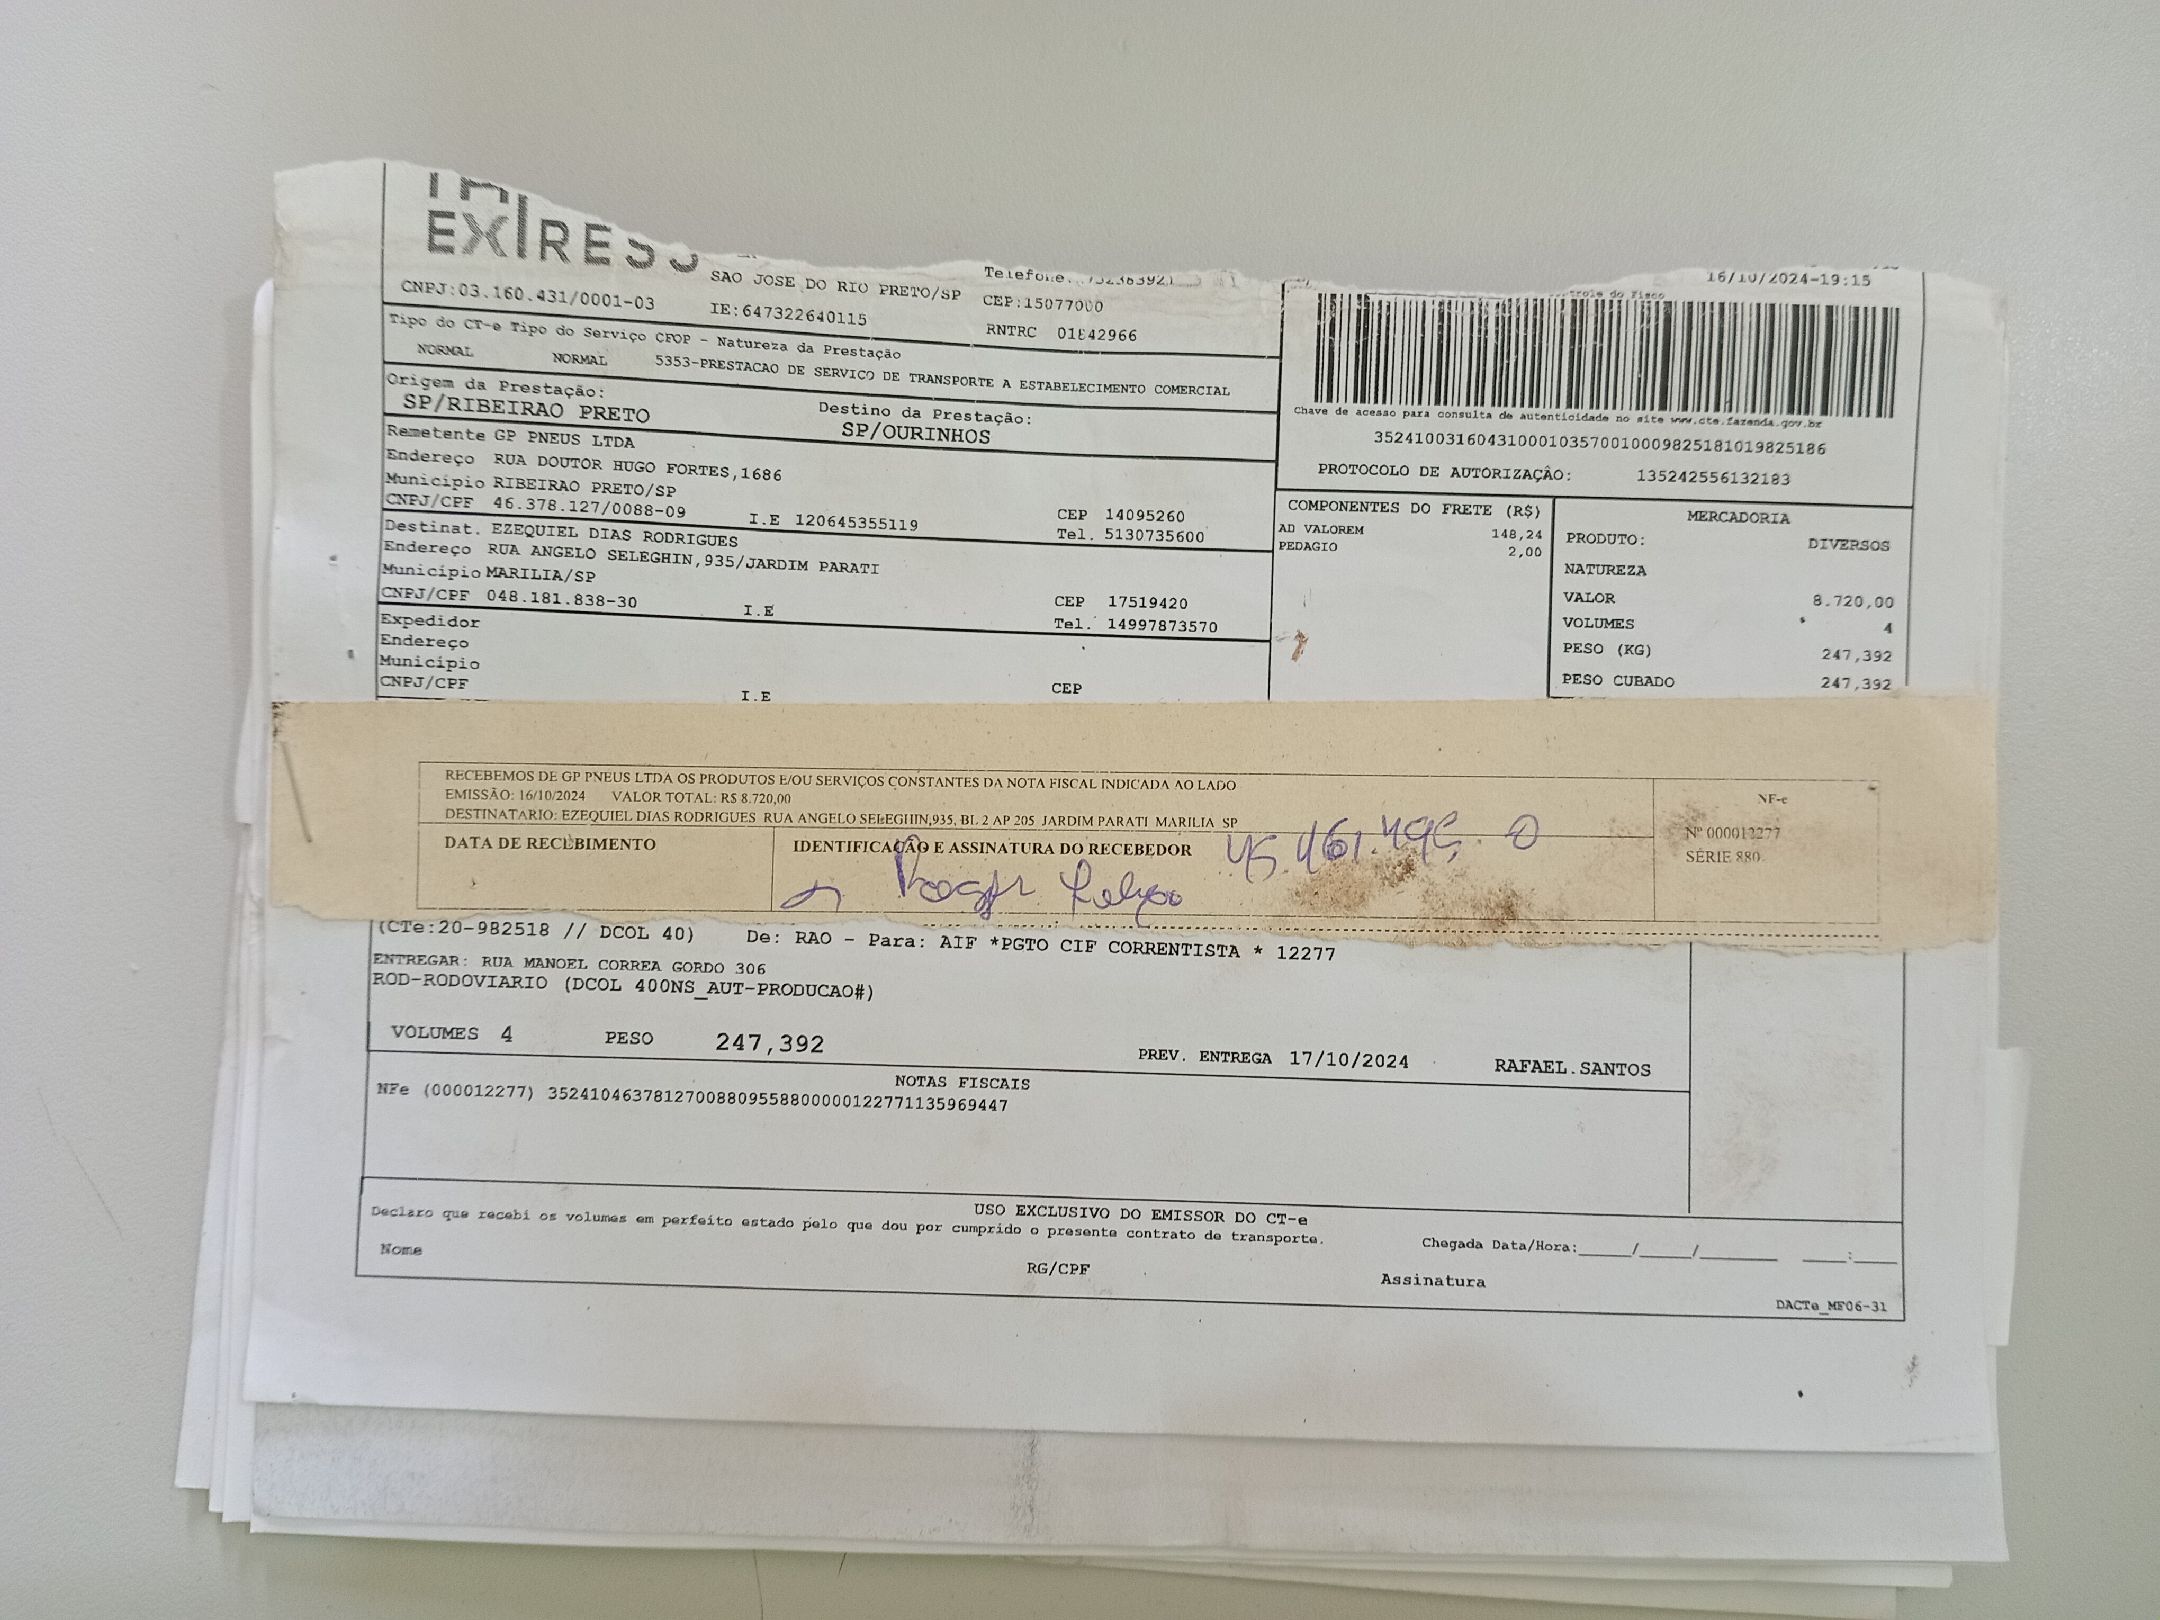 EXPRESS
SAO JOSE DO RIO PRETO/SP
16/10/2024-19:15
CNPJ:03.160.431/0001-03
IE:647322640115
CEP:15077000
RNTRC 01842966
Tipo do CT-e Tipo do Serviço CFOP - Natureza da Prestação
NORMAL NORMAL 5353-PRESTACAO DE SERVICO DE TRANSPORTE A ESTABELECIMENTO COMERCIAL
Origem da Prestação:
SP/RIBEIRAO PRETO
Destino da Prestação:
SP/OURINHOS
Remetente GP PNEUS LTDA
Endereço RUA DOUTOR HUGO FORTES,1686
Município RIBEIRAO PRETO/SP
CNPJ/CPF 46.378.127/0088-09 I.E 120645355119
CEP 14095260
Tel. 5130735600
Destinat. EZEQUIEL DIAS RODRIGUES
Endereço RUA ANGELO SELEGHIN,935/JARDIM PARATI
Município MARILIA/SP
CNPJ/CPF 048.181.838-30 I.E
CEP 17519420
Tel. 14997873570
Expedidor
Endereço
Município
CNPJ/CPF I.E CEP
Chave de acesso para consulta de autenticidade no site www.cte.fazenda.gov.br
35241003160431000103570010009825181019825186
PROTOCOLO DE AUTORIZAÇÂO: 135242556132183
COMPONENTES DO FRETE (R$)
AD VALOREM 148,24
PEDAGIO 2,00
MERCADORIA
PRODUTO: DIVERSOS
NATUREZA
VALOR 8.720,00
VOLUMES 4
PESO (KG) 247,392
PESO CUBADO 247,392
RECEBEMOS DE GP PNEUS LTDA OS PRODUTOS E/OU SERVIÇOS CONSTANTES DA NOTA FISCAL INDICADA AO LADO
EMISSÃO: 16/10/2024 VALOR TOTAL: R$ 8.720,00
DESTINATARIO: EZEQUIEL DIAS RODRIGUES RUA ANGELO SELEGHIN,935, BL 2 AP 205 JARDIM PARATI MARILIA SP
DATA DE RECEBIMENTO
IDENTIFICAÇÃO E ASSINATURA DO RECEBEDOR
NF-e
Nº 000012277
SÉRIE 880
(CTe:20-982518 // DCOL 40) De: RAO - Para: AIF *PGTO CIF CORRENTISTA * 12277
ENTREGAR: RUA MANOEL CORREA GORDO 306
ROD-RODOVIARIO (DCOL 400NS_AUT-PRODUCAO#)
VOLUMES 4 PESO 247,392 PREV. ENTREGA 17/10/2024 RAFAEL.SANTOS
NOTAS FISCAIS
NFe (000012277) 35241046378127008809558800000122771135969447
USO EXCLUSIVO DO EMISSOR DO CT-e
Declaro que recebi os volumes em perfeito estado pelo que dou por cumprido o presente contrato de transporte.
Chegada Data/Hora:_____/_____/________ ____:____
Nome RG/CPF Assinatura
DACTe_MF06-31